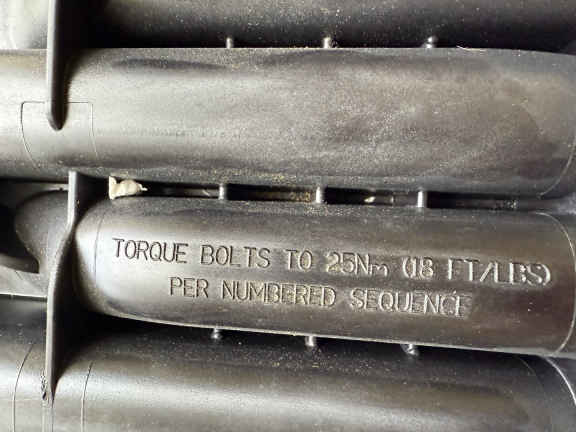 TORQUE BOLTS TO 25Nm (18 FT/LBS)
PER NUMBERED SEQUENCE